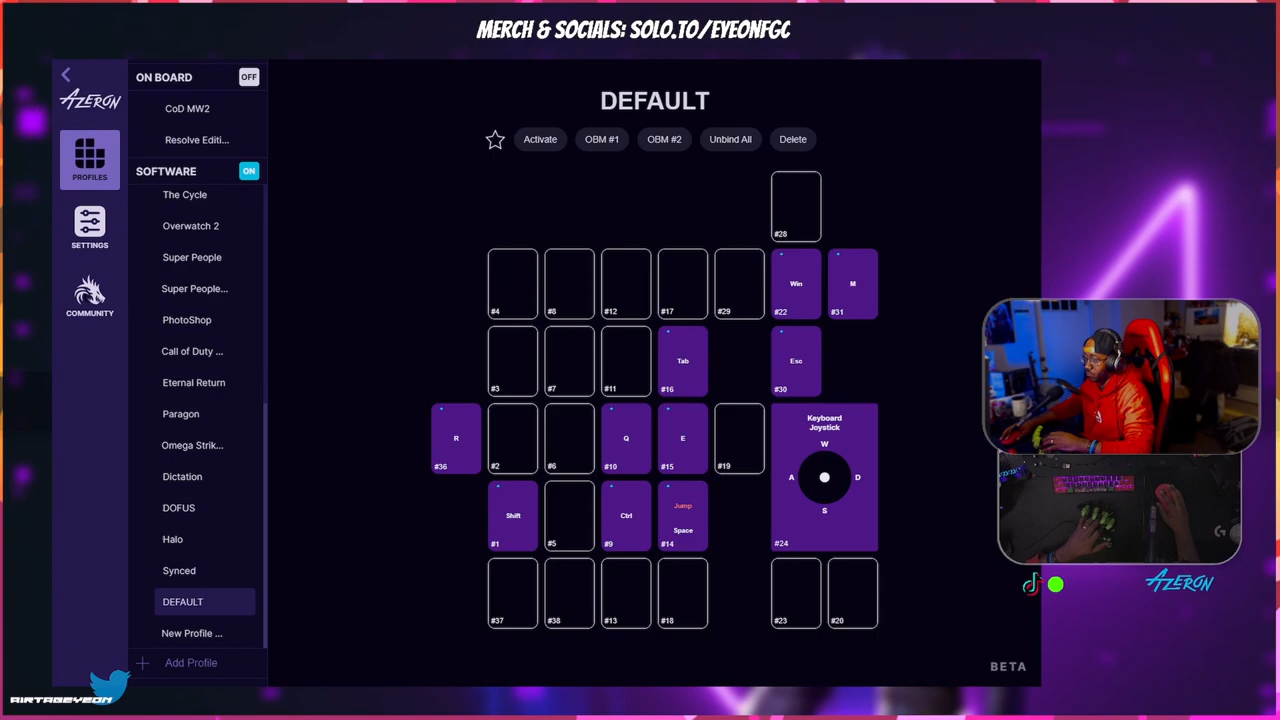 MERCH & SOCIALS: SOLO.TO/EYEONFGC
AZERON
PROFILES
SETTINGS
COMMUNITY
ON BOARD
OFF
CoD MW2
Resolve Editi...
SOFTWARE
ON
The Cycle
Overwatch 2
Super People
Super People...
PhotoShop
Call of Duty ...
Eternal Return
Paragon
Omega Strik...
Dictation
DOFUS
Halo
Synced
DEFAULT
New Profile ...
Add Profile
DEFAULT
Activate
OBM #1
OBM #2
Unbind All
Delete
#28
#4
#8
#12
#17
#29
Win
#22
M
#31
#3
#7
#11
Tab
#16
Esc
#30
R
#36
#2
#6
Q
#10
E
#15
#19
Keyboard
Joystick
W
A
D
S
#24
Shift
#1
#5
Ctrl
#9
Jump
Space
#14
#37
#38
#13
#18
#23
#20
BETA
AZERON
AIRTAGEYEON